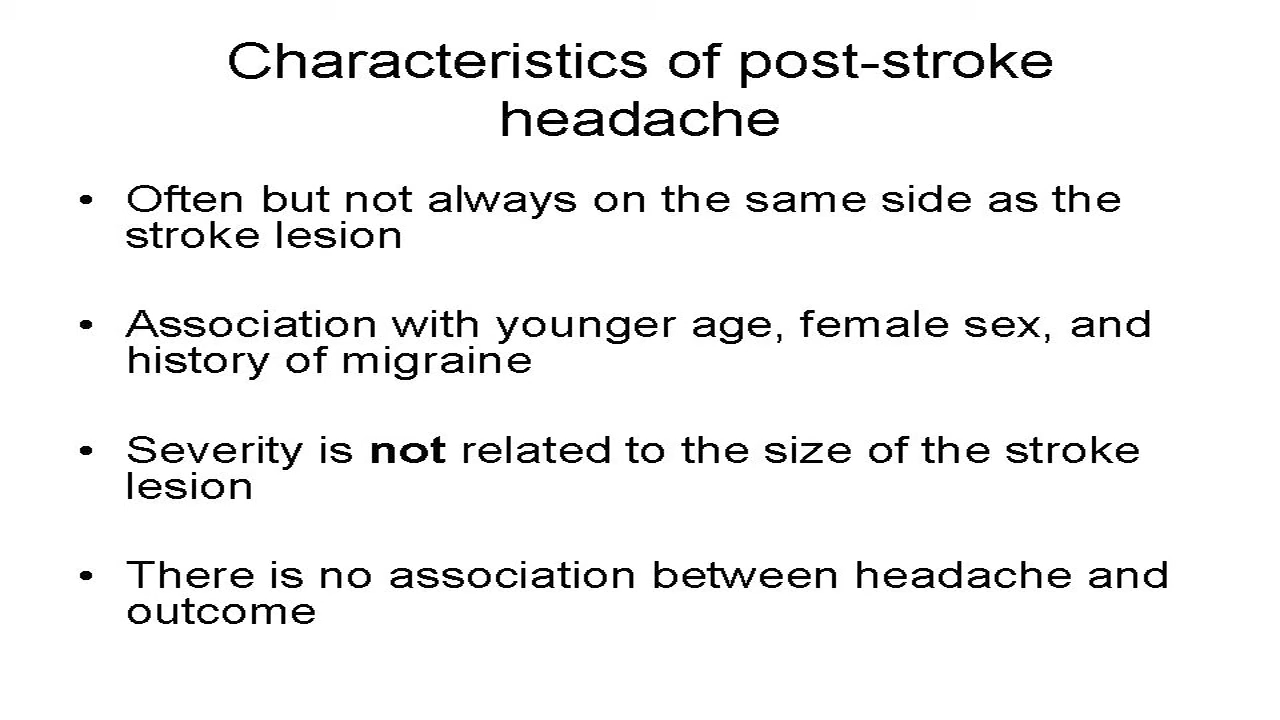 Characteristics of post-stroke
headache
• Often but not always on the same side as the
stroke lesion
• Association with younger age, female sex, and
history of migraine
• Severity is not related to the size of the stroke
lesion
• There is no association between headache and
outcome